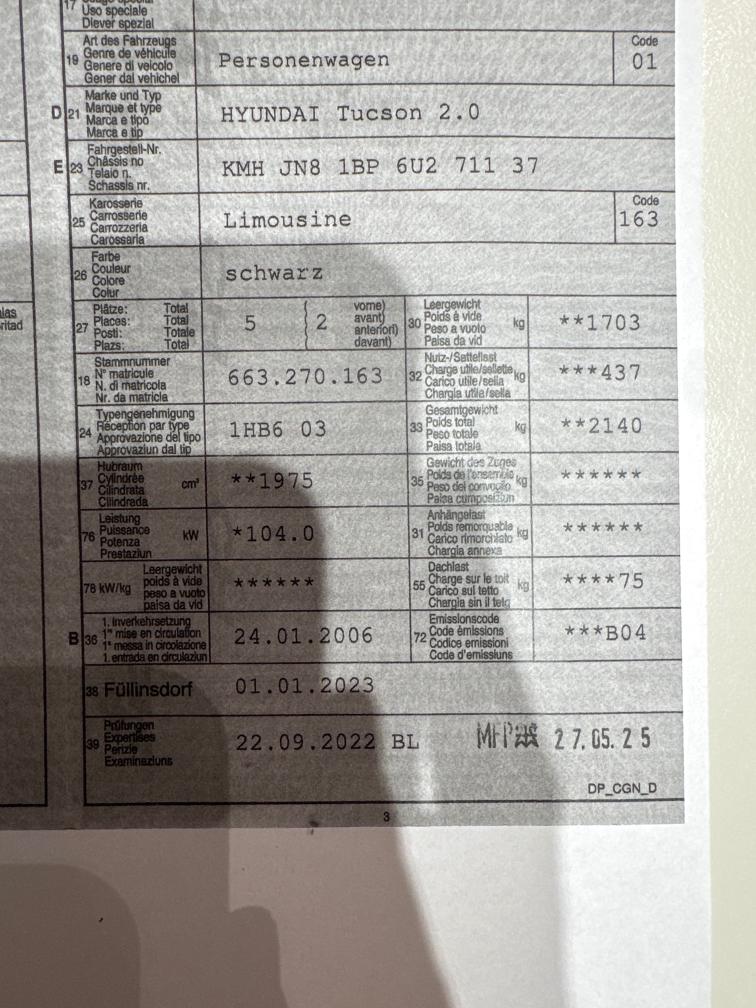 17
Uso speciale
Diever spezial
19 Art des Fahrzeugs
Genre de véhicule
Genere di veicolo
Gener dal vehichel
Personenwagen
Code
01
D 21 Marke und Typ
Marque et type
Marca e tipo
Marca e tip
HYUNDAI Tucson 2.0
E 23 Fahrgestell-Nr.
Châssis no
Telaio n.
Schassis nr.
KMH JN8 1BP 6U2 711 37
25 Karosserie
Carrosserie
Carrozzeria
Carossaria
Limousine
Code
163
26 Farbe
Couleur
Colore
Colur
schwarz
27 Plätze: Total
Places: Total
Posti: Totale
Plazs: Total
5
2
vorne)
avant)
anteriori)
davant)
30 Leergewicht
Poids à vide
Peso a vuoto
Paisa da vid
kg
**1703
18 Stammnummer
N° matricule
N. di matricola
Nr. da matricla
663.270.163
32 Nutz-/Sattellast
Charge utile/sellette
Carico utile/sella
Chargia utila/sella
kg
***437
24 Typengenehmigung
Réception par type
Approvazione del tipo
Approvaziun dal tip
1HB6 03
33 Gesamtgewicht
Poids total
Peso totale
Paisa totala
kg
**2140
37 Hubraum
Cylindrée
Cilindrata
Cilindrada
cm³
**1975
35 Gewicht des Zuges
Poids de l'ensemble
Peso del convoglio
Paisa cumposiziun
kg
******
76 Leistung
Puissance
Potenza
Prestaziun
kW
*104.0
31 Anhängelast
Poids remorquable
Carico rimorchiato
Chargia annexa
kg
******
78 kW/kg
Leergewicht
poids à vide
peso a vuoto
paisa da vid
******
55 Dachlast
Charge sur le toit
Carico sul tetto
Chargia sin il tetg
kg
****75
B 36 1. Inverkehrsetzung
1re mise en circulation
1a messa in circolazione
1. entrada en circulaziun
24.01.2006
72 Emissionscode
Code émissions
Codice emissioni
Code d'emissiuns
***B04
38 Füllinsdorf
01.01.2023
39 Prüfungen
Expertises
Perizie
Examinaziuns
22.09.2022 BL
27.05.25
DP_CGN_D
3